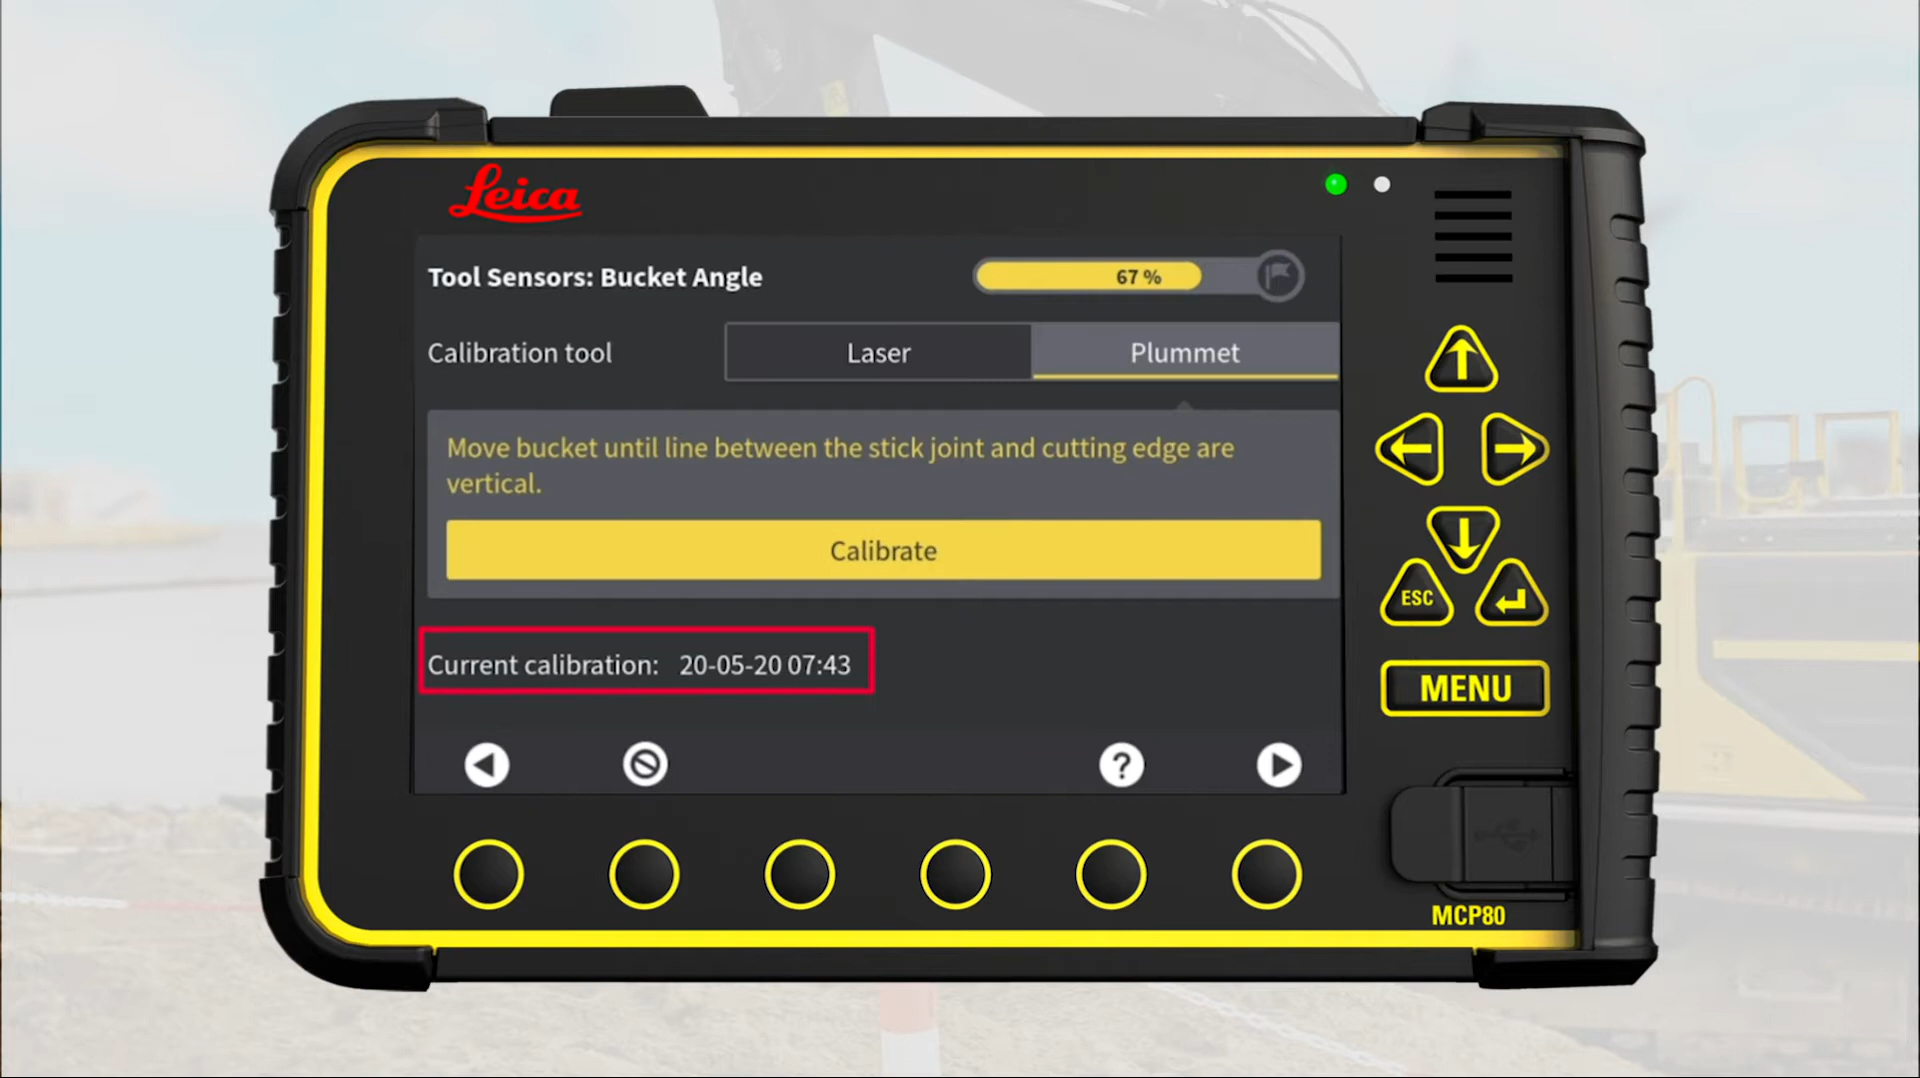 Leica
Tool Sensors: Bucket Angle
67 %
Calibration tool
Laser
Plummet
Move bucket until line between the stick joint and cutting edge are
vertical.
Calibrate
Current calibration: 20-05-20 07:43
?
ESC
MENU
MCP80